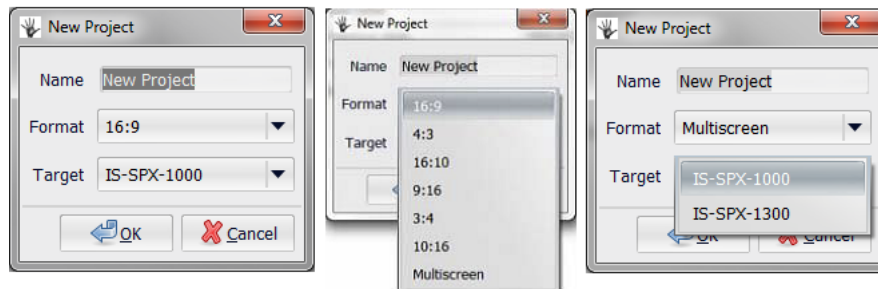 New Project
Name New Project
Format 16:9
Target IS-SPX-1000
OK Cancel
New Project
Name New Project
Format 16:9
4:3
Target
16:10
9:16
3:4
10:16
Multiscreen
New Project
Name New Project
Format Multiscreen
Target IS-SPX-1000
IS-SPX-1300
OK Cancel